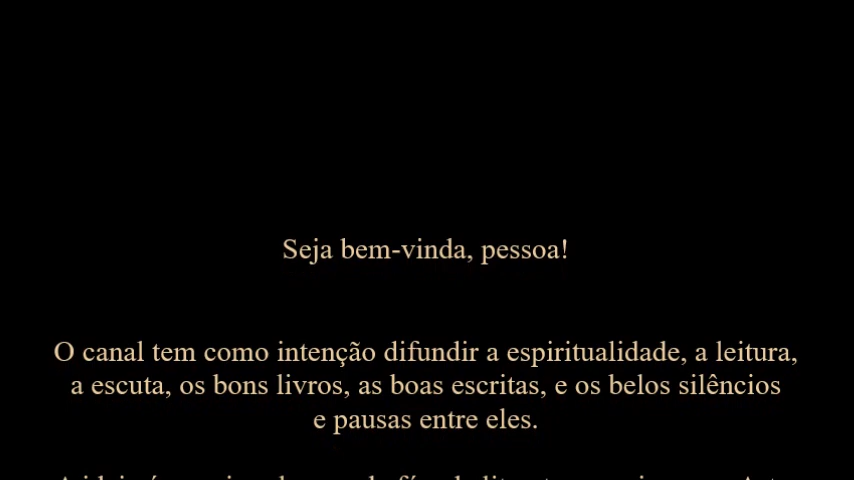 Seja bem-vinda, pessoa!
O canal tem como intenção difundir a espiritualidade, a leitura,
a escuta, os bons livros, as boas escritas, e os belos silêncios
e pausas entre eles.